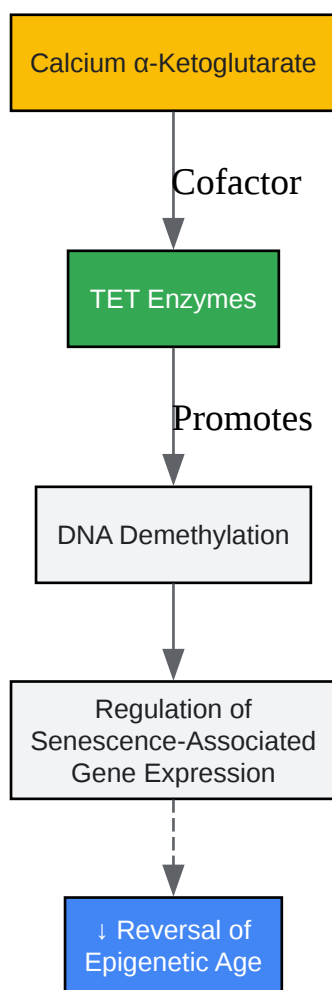 Calcium α-Ketoglutarate
Cofactor
TET Enzymes
Promotes
DNA Demethylation
Regulation of
Senescence-Associated
Gene Expression
↓ Reversal of
Epigenetic Age